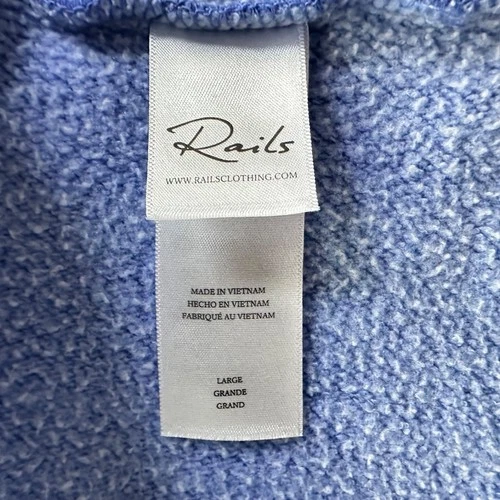 Rails
WWW.RAILSCLOTHING.COM
MADE IN VIETNAM
HECHO EN VIETNAM
FABRIQUÉ AU VIETNAM
LARGE
GRANDE
GRAND